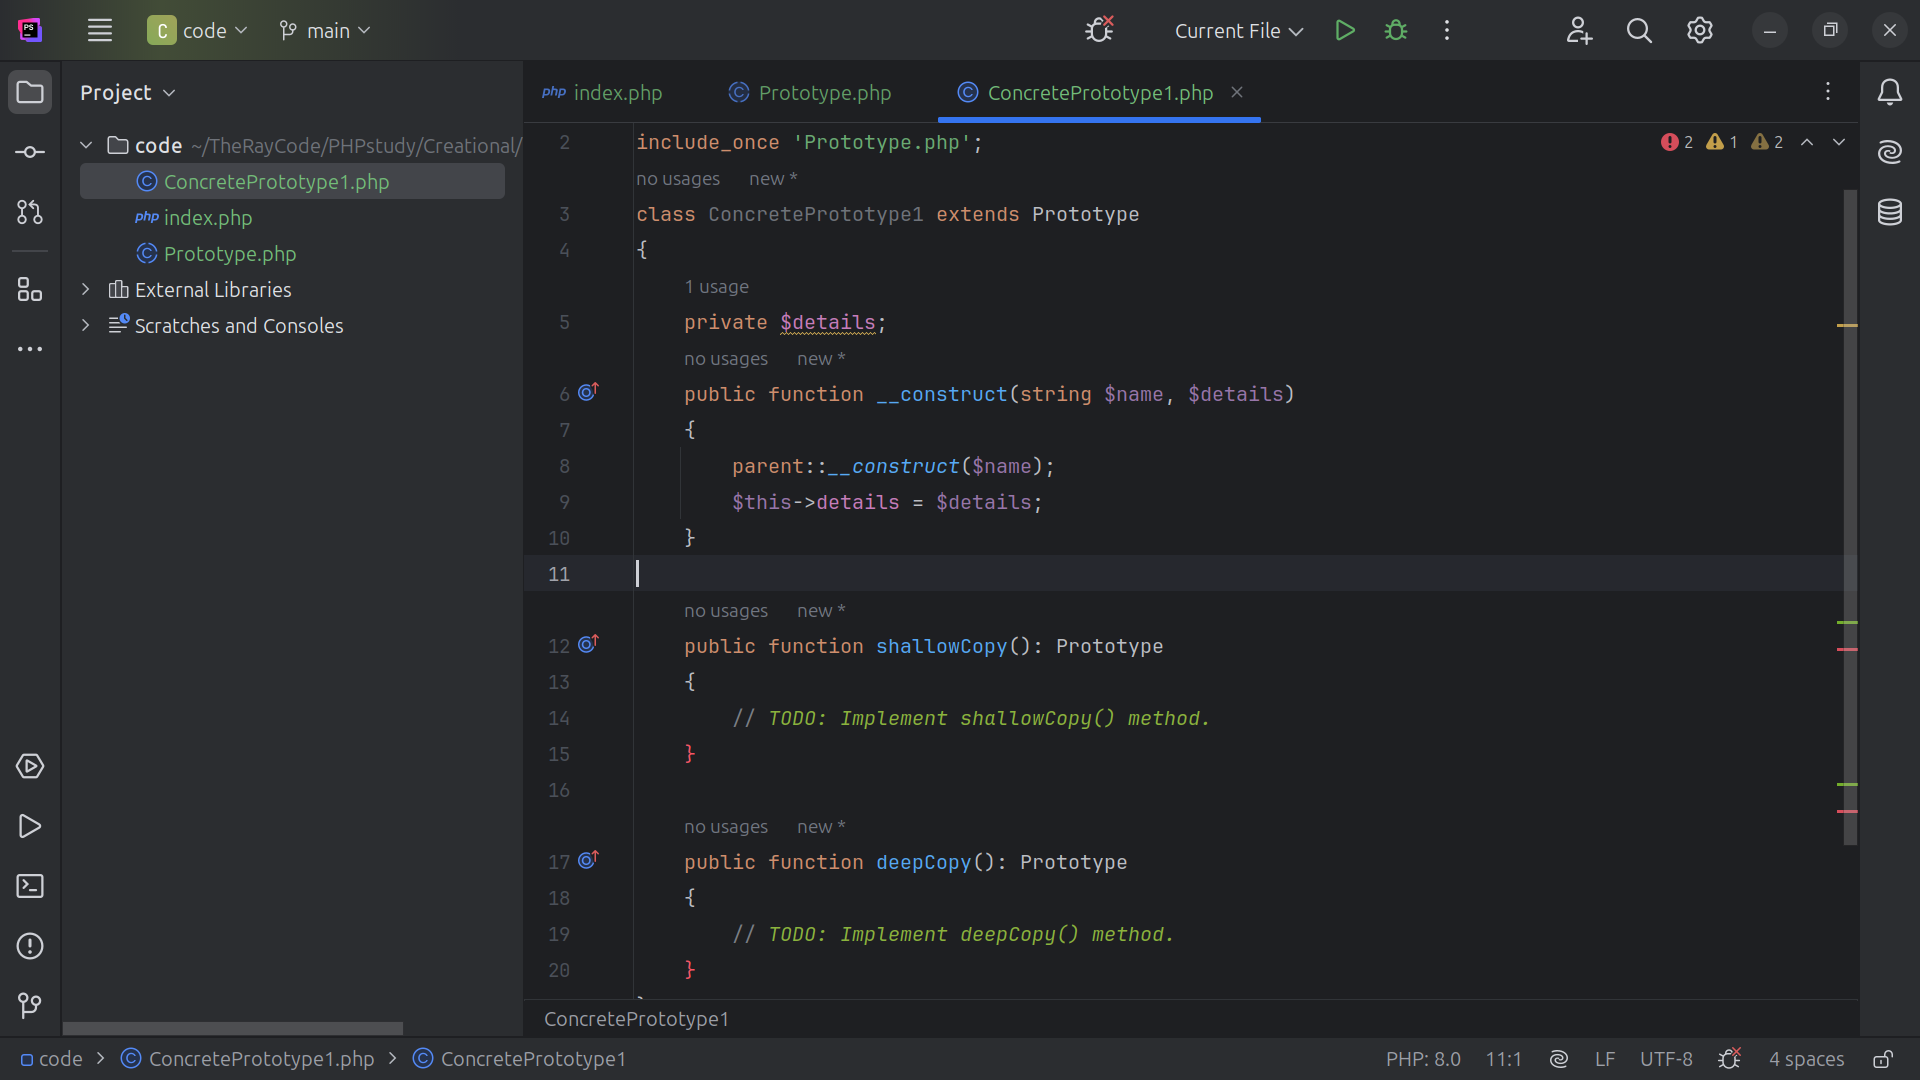 PS
C code main
Current File
Project
code ~/TheRayCode/PHPstudy/Creational/
ConcretePrototype1.php
php index.php
Prototype.php
External Libraries
Scratches and Consoles
php index.php Prototype.php ConcretePrototype1.php
2 1 2
2 include_once 'Prototype.php';
no usages new *
3 class ConcretePrototype1 extends Prototype
4 {
1 usage
5 private $details;
no usages new *
6 public function __construct(string $name, $details)
7 {
8 parent::__construct($name);
9 $this->details = $details;
10 }
11
no usages new *
12 public function shallowCopy(): Prototype
13 {
14 // TODO: Implement shallowCopy() method.
15 }
16
no usages new *
17 public function deepCopy(): Prototype
18 {
19 // TODO: Implement deepCopy() method.
20 }
ConcretePrototype1
code > ConcretePrototype1.php > ConcretePrototype1
PHP: 8.0 11:1 LF UTF-8 4 spaces